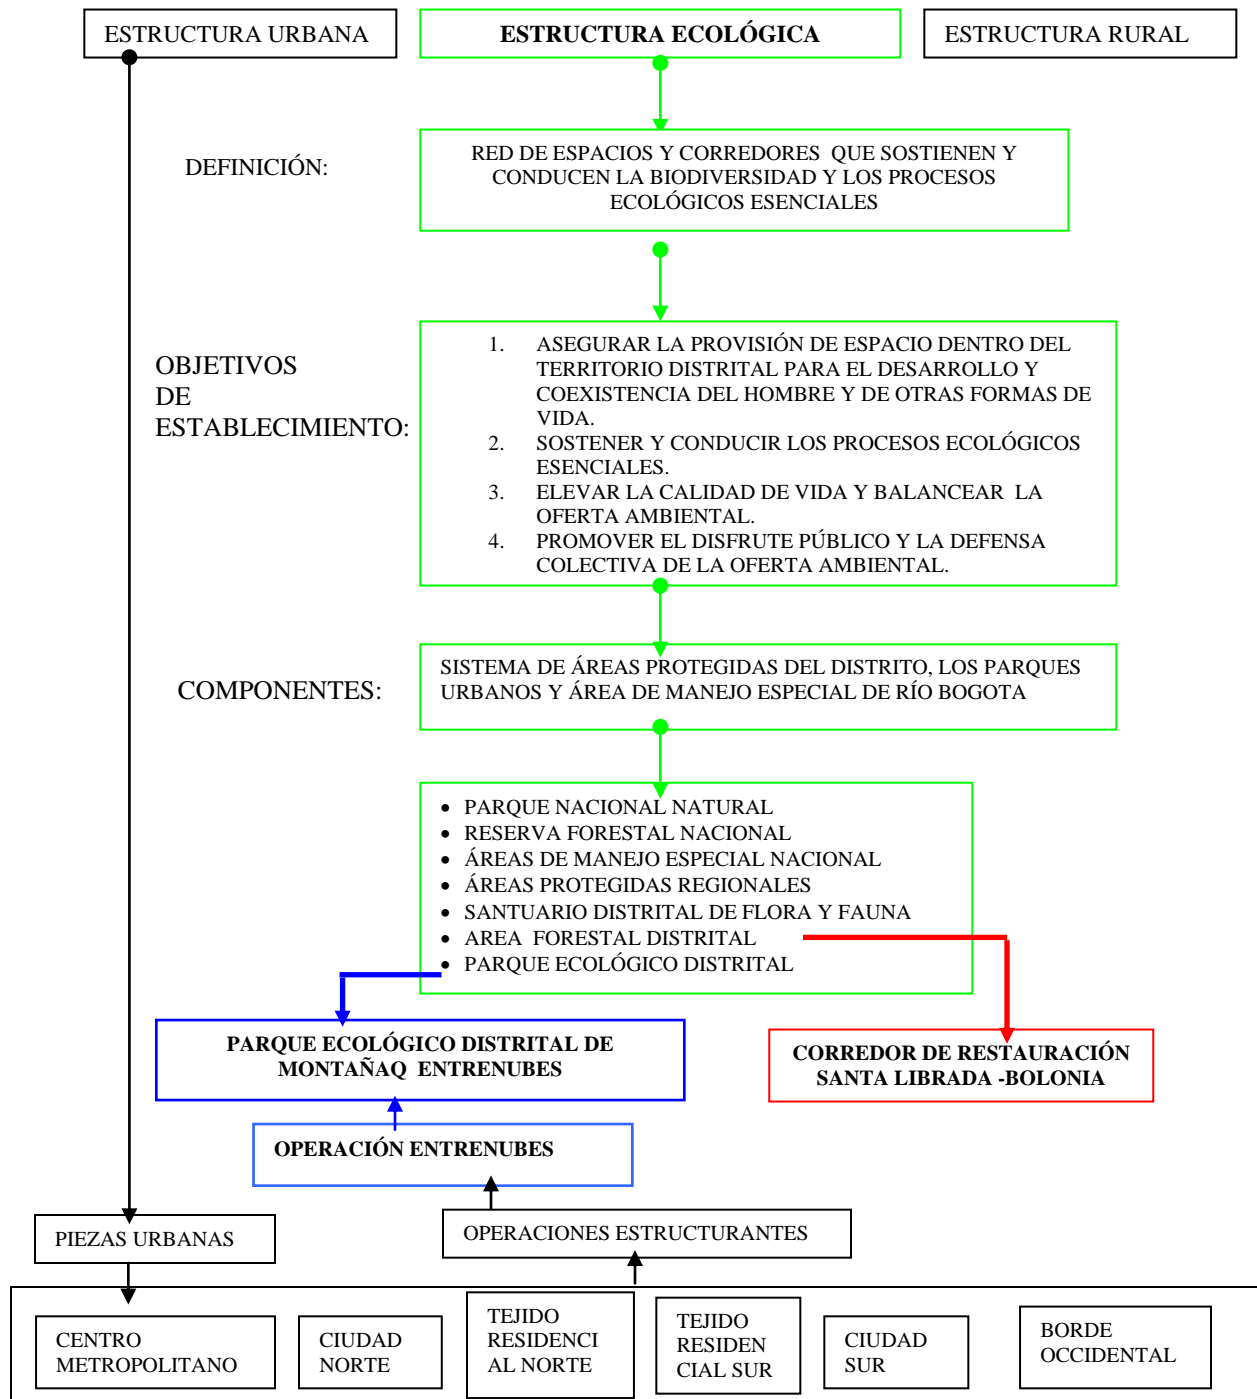 ESTRUCTURA URBANA
ESTRUCTURA ECOLÓGICA
ESTRUCTURA RURAL
DEFINICIÓN:
RED DE ESPACIOS Y CORREDORES QUE SOSTIENEN Y
CONDUCEN LA BIODIVERSIDAD Y LOS PROCESOS
ECOLÓGICOS ESENCIALES
OBJETIVOS
DE
ESTABLECIMIENTO:
1. ASEGURAR LA PROVISIÓN DE ESPACIO DENTRO DEL
TERRITORIO DISTRITAL PARA EL DESARROLLO Y
COEXISTENCIA DEL HOMBRE Y DE OTRAS FORMAS DE
VIDA.
2. SOSTENER Y CONDUCIR LOS PROCESOS ECOLÓGICOS
ESENCIALES.
3. ELEVAR LA CALIDAD DE VIDA Y BALANCEAR LA
OFERTA AMBIENTAL.
4. PROMOVER EL DISFRUTE PÚBLICO Y LA DEFENSA
COLECTIVA DE LA OFERTA AMBIENTAL.
COMPONENTES:
SISTEMA DE ÁREAS PROTEGIDAS DEL DISTRITO, LOS PARQUES
URBANOS Y ÁREA DE MANEJO ESPECIAL DE RÍO BOGOTA
• PARQUE NACIONAL NATURAL
• RESERVA FORESTAL NACIONAL
• ÁREAS DE MANEJO ESPECIAL NACIONAL
• ÁREAS PROTEGIDAS REGIONALES
• SANTUARIO DISTRITAL DE FLORA Y FAUNA
• AREA FORESTAL DISTRITAL
• PARQUE ECOLÓGICO DISTRITAL
PARQUE ECOLÓGICO DISTRITAL DE
MONTAÑAQ ENTRENUBES
CORREDOR DE RESTAURACIÓN
SANTA LIBRADA -BOLONIA
OPERACIÓN ENTRENUBES
PIEZAS URBANAS
OPERACIONES ESTRUCTURANTES
CENTRO
METROPOLITANO
CIUDAD
NORTE
TEJIDO
RESIDENCI
AL NORTE
TEJIDO
RESIDEN
CIAL SUR
CIUDAD
SUR
BORDE
OCCIDENTAL